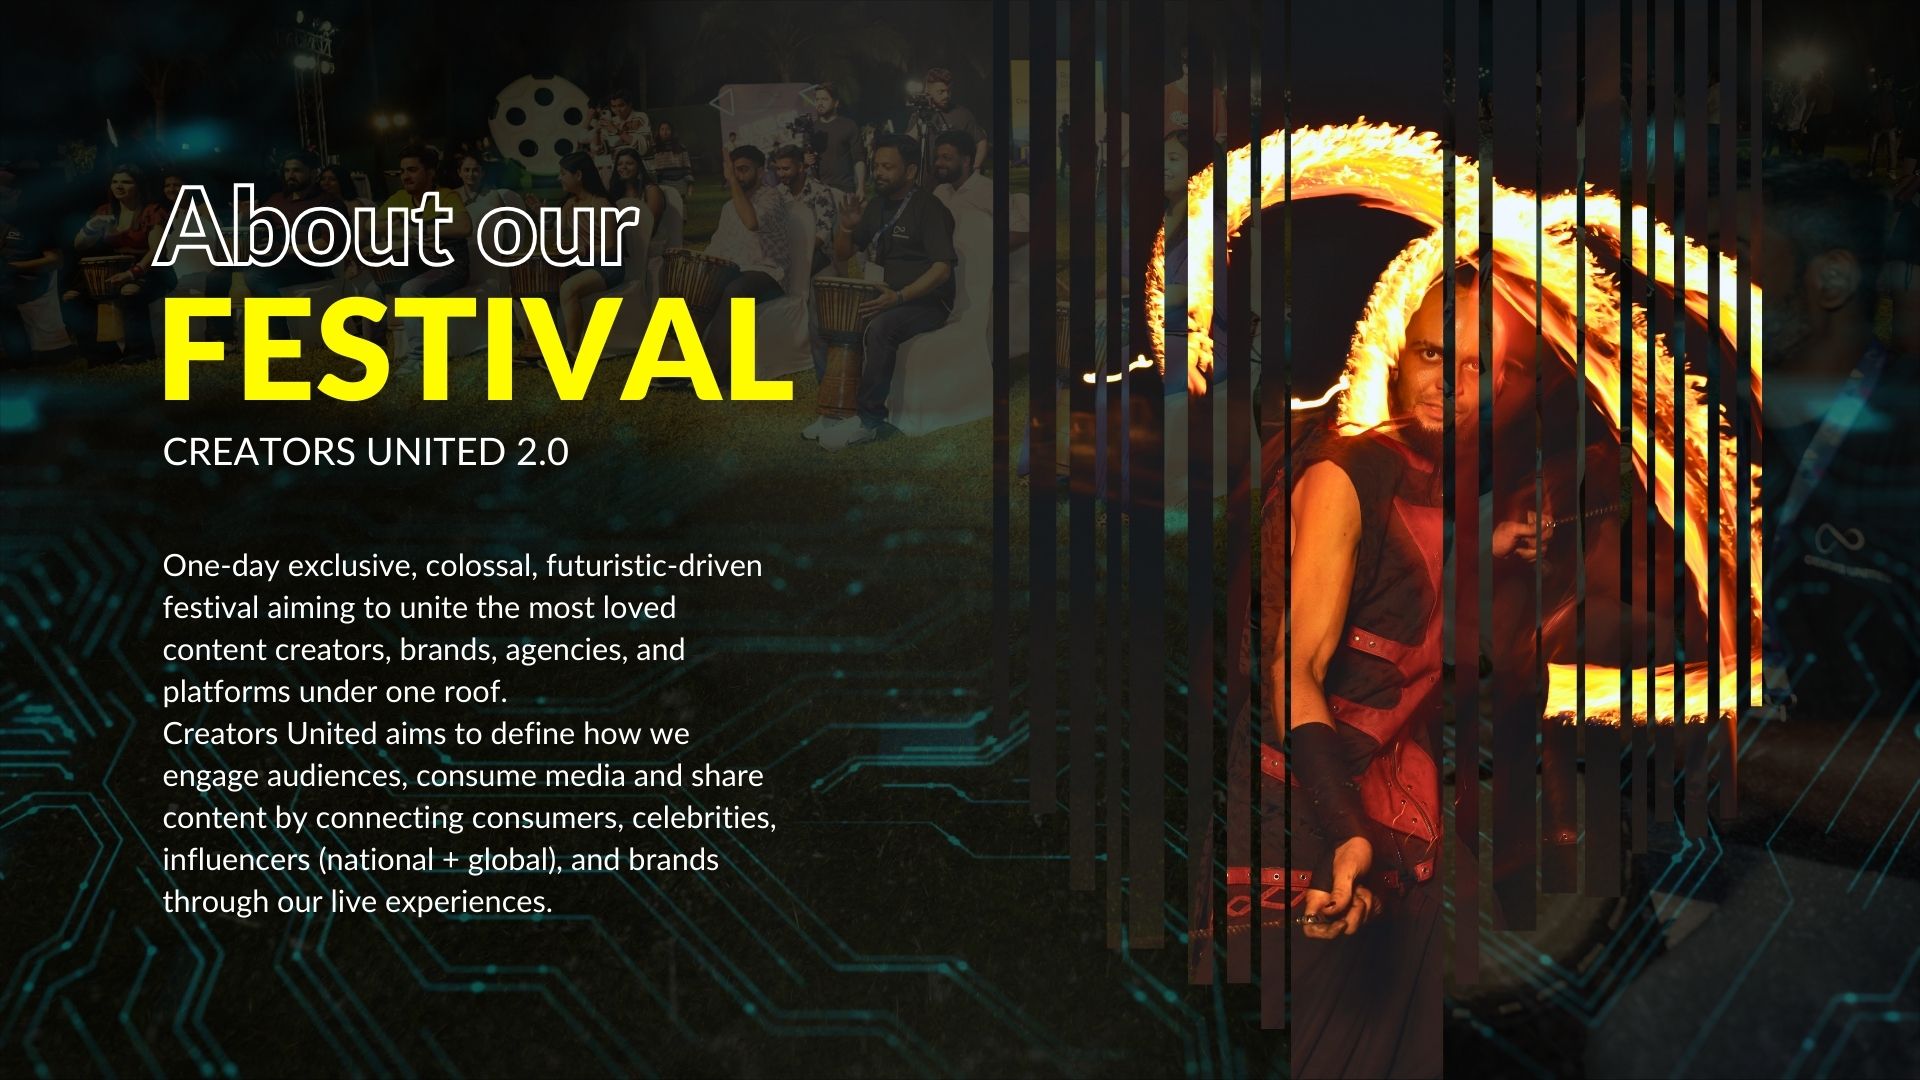 About our
FESTIVAL
CREATORS UNITED 2.0
One-day exclusive, colossal, futuristic-driven
festival aiming to unite the most loved
content creators, brands, agencies, and
platforms under one roof.
Creators United aims to define how we
engage audiences, consume media and share
content by connecting consumers, celebrities,
influencers (national + global), and brands
through our live experiences.